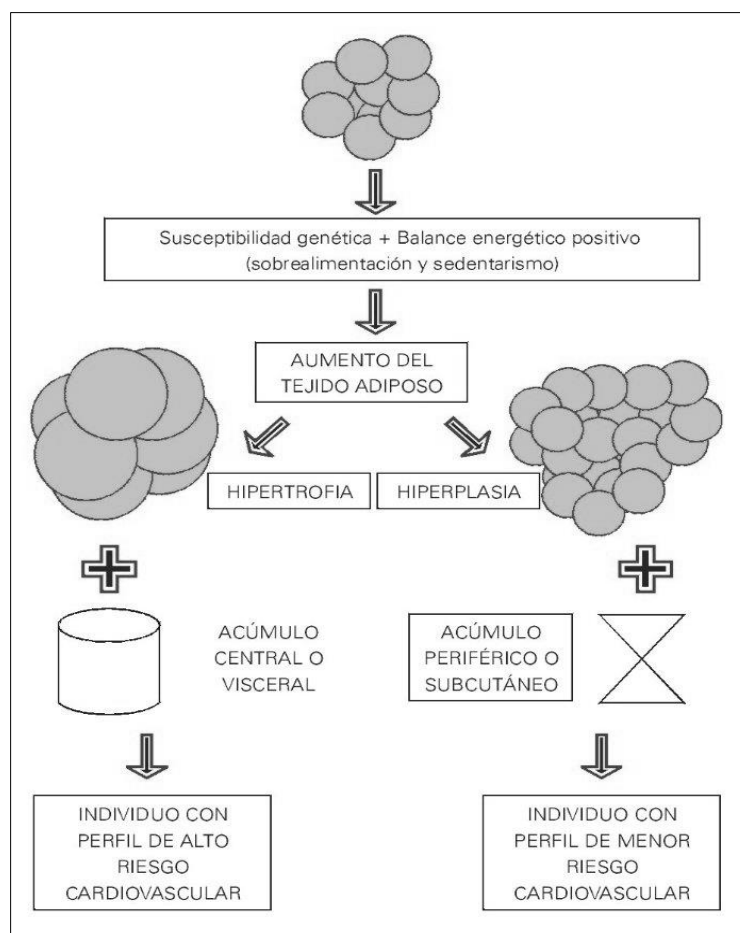 Susceptibilidad genética + Balance energético positivo
(sobrealimentación y sedentarismo)
AUMENTO DEL
TEJIDO ADIPOSO
HIPERTROFIA
HIPERPLASIA
ACÚMULO
CENTRAL O
VISCERAL
ACÚMULO
PERIFÉRICO O
SUBCUTÁNEO
INDIVIDUO CON
PERFIL DE ALTO
RIESGO
CARDIOVASCULAR
INDIVIDUO CON
PERFIL DE MENOR
RIESGO
CARDIOVASCULAR